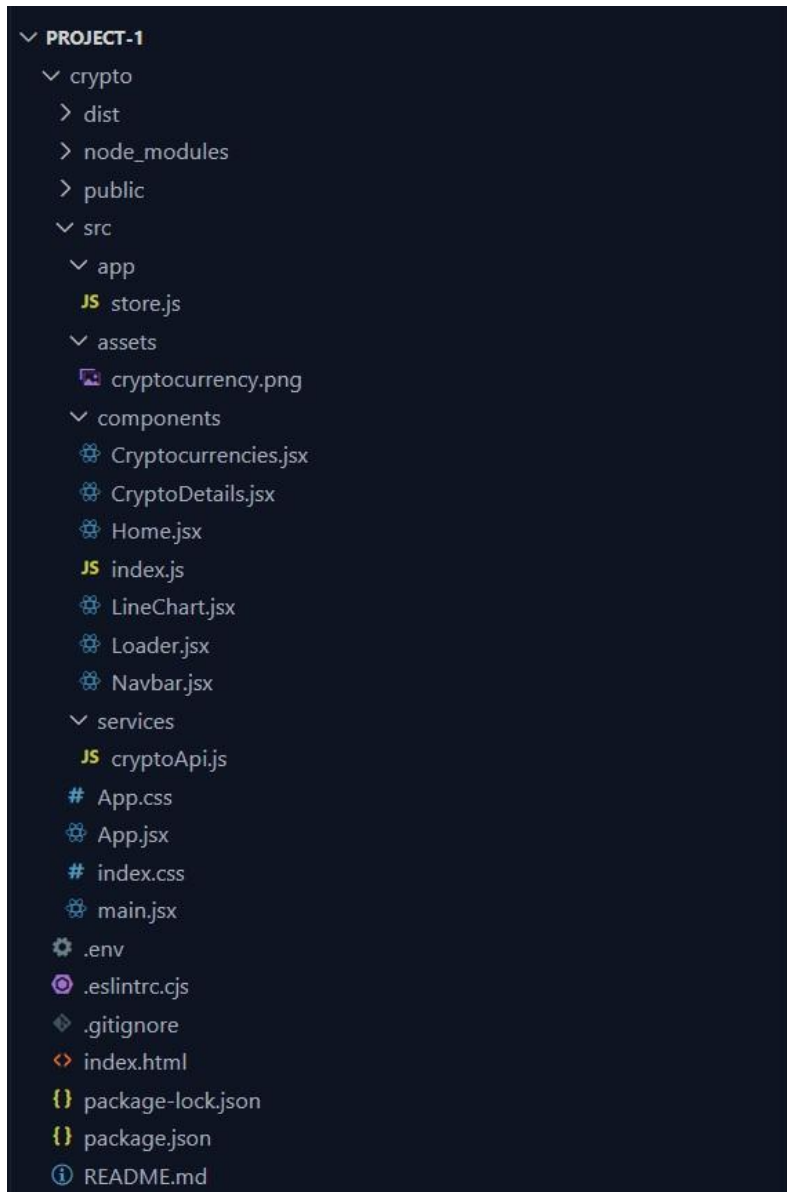 PROJECT-1
crypto
dist
node_modules
public
src
app
JS store.js
assets
cryptocurrency.png
components
Cryptocurrencies.jsx
CryptoDetails.jsx
Home.jsx
JS index.js
LineChart.jsx
Loader.jsx
Navbar.jsx
services
JS cryptoApi.js
# App.css
App.jsx
# index.css
main.jsx
.env
.eslintrc.cjs
.gitignore
<> index.html
{} package-lock.json
{} package.json
README.md